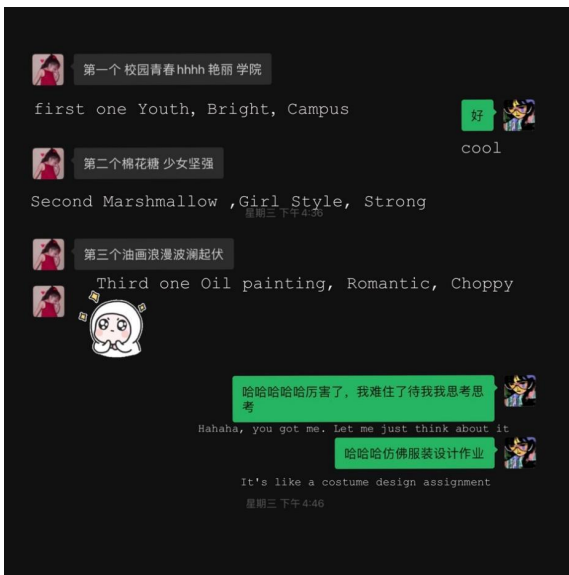 第一个 校园青春hhhh 艳丽 学院
first one Youth, Bright, Campus
好
cool
第二个棉花糖 少女坚强
Second Marshmallow ,Girl Style, Strong
星期三 下午4:36
第三个油画浪漫波澜起伏
Third one Oil painting, Romantic, Choppy
哈哈哈哈哈厉害了，我难住了待我我思考思
考
Hahaha, you got me. Let me just think about it
哈哈哈仿佛服装设计作业
It's like a costume design assignment
星期三 下午4:46